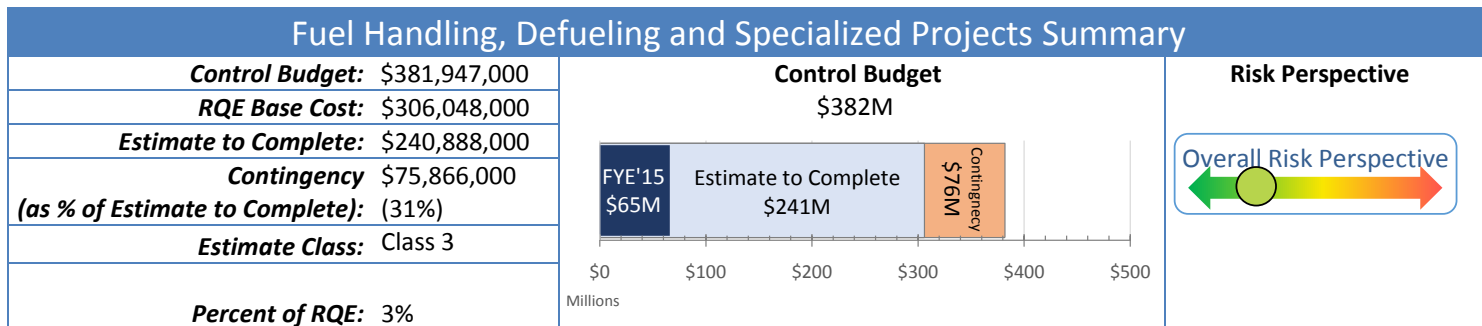 Fuel Handling, Defueling and Specialized Projects Summary
Control Budget: $381,947,000
RQE Base Cost: $306,048,000
Estimate to Complete: $240,888,000
Contingency $75,866,000
(as % of Estimate to Complete): (31%)
Estimate Class: Class 3
Percent of RQE: 3%
Control Budget
$382M
FYE'15
$65M
Estimate to Complete
$241M
Contingnecy
$76M
$0 $100 $200 $300 $400 $500
Millions
Risk Perspective
Overall Risk Perspective